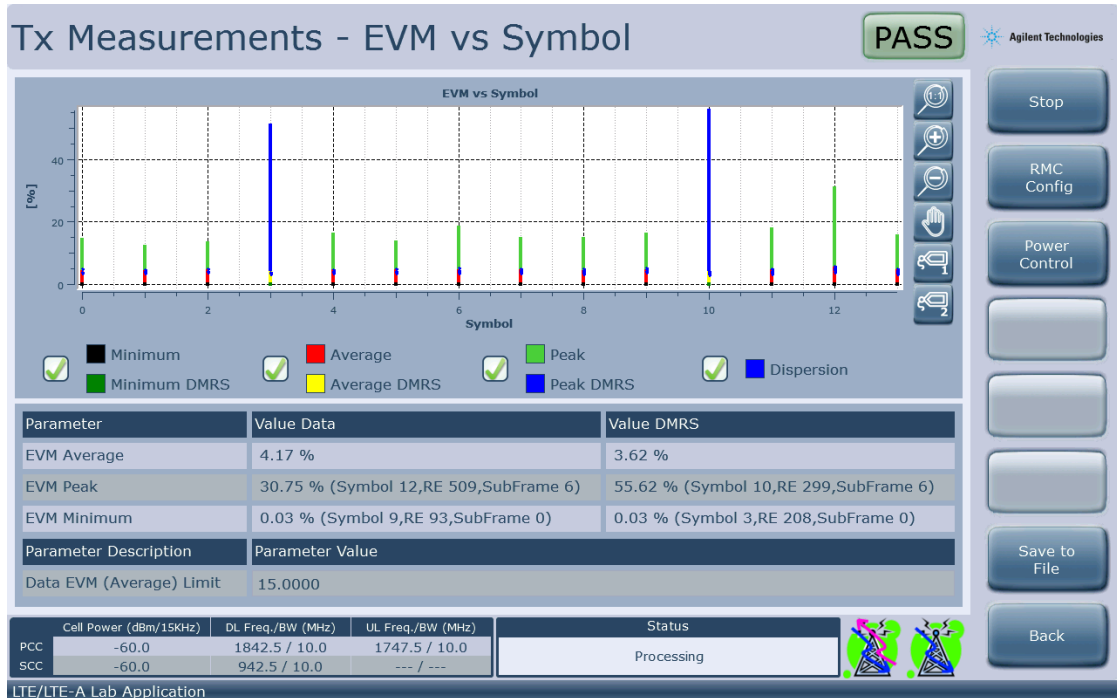 Tx Measurements - EVM vs Symbol
PASS
Agilent Technologies
EVM vs Symbol
1:1
40
20
0
[%]
0 2 4 6 8 10 12
Symbol
1
2
Minimum
Average
Peak
Dispersion
Minimum DMRS
Average DMRS
Peak DMRS
Parameter Value Data Value DMRS
EVM Average 4.17 % 3.62 %
EVM Peak 30.75 % (Symbol 12,RE 509,SubFrame 6) 55.62 % (Symbol 10,RE 299,SubFrame 6)
EVM Minimum 0.03 % (Symbol 9,RE 93,SubFrame 0) 0.03 % (Symbol 3,RE 208,SubFrame 0)
Parameter Description Parameter Value
Data EVM (Average) Limit 15.0000
Cell Power (dBm/15KHz) DL Freq./BW (MHz) UL Freq./BW (MHz)
PCC -60.0 1842.5 / 10.0 1747.5 / 10.0
SCC -60.0 942.5 / 10.0 --- / ---
Status
Processing
LTE/LTE-A Lab Application
Stop
RMC
Config
Power
Control
Save to
File
Back